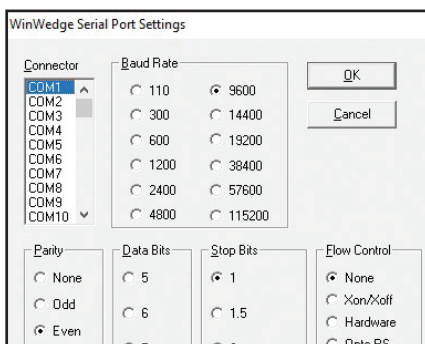 WinWedge Serial Port Settings
Connector
COM1
COM2
COM3
COM4
COM5
COM6
COM7
COM8
COM9
COM10
Baud Rate
110
300
600
1200
2400
4800
9600
14400
19200
38400
57600
115200
OK
Cancel
Parity
None
Odd
Even
Data Bits
5
6
Stop Bits
1
1.5
Flow Control
None
Xon/Xoff
Hardware